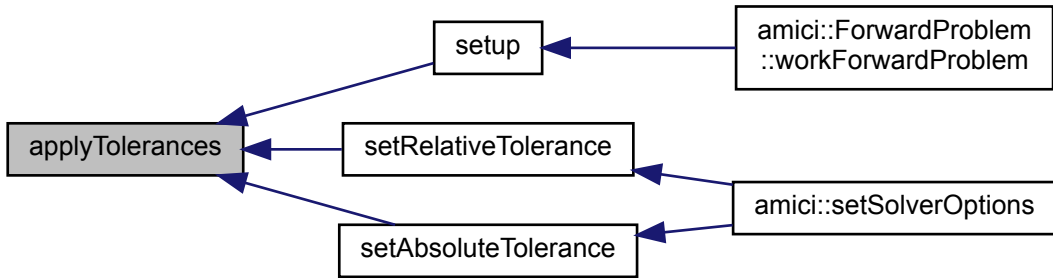 applyTolerances
setup
amici::ForwardProblem
::workForwardProblem
setRelativeTolerance
setAbsoluteTolerance
amici::setSolverOptions